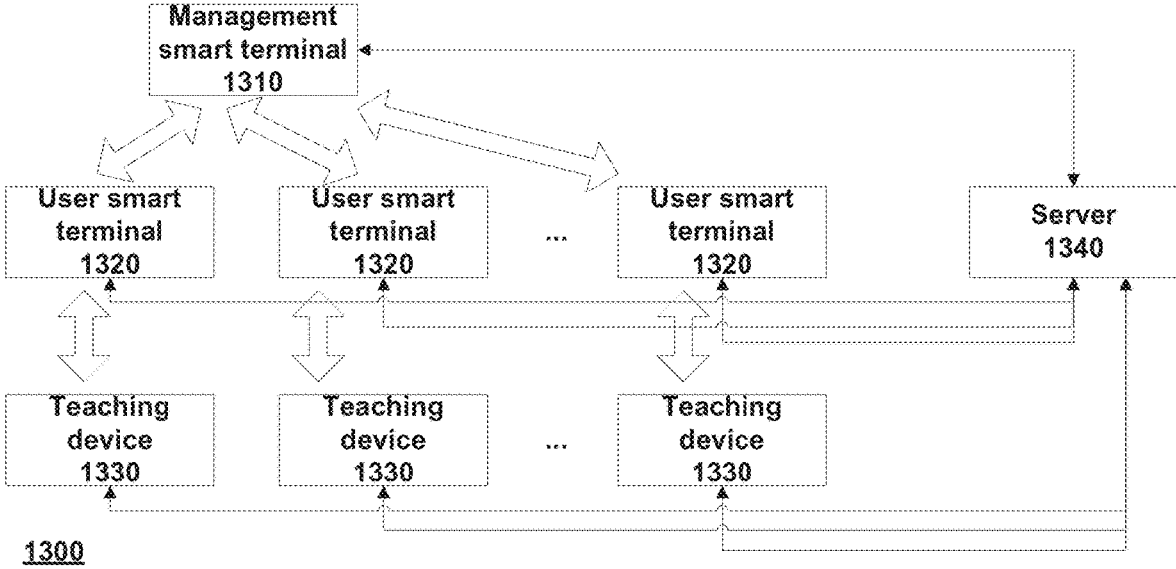 Management
smart terminal
1310
User smart
terminal
1320
User smart
terminal
1320
...
User smart
terminal
1320
Server
1340
Teaching
device
1330
Teaching
device
1330
...
Teaching
device
1330
1300